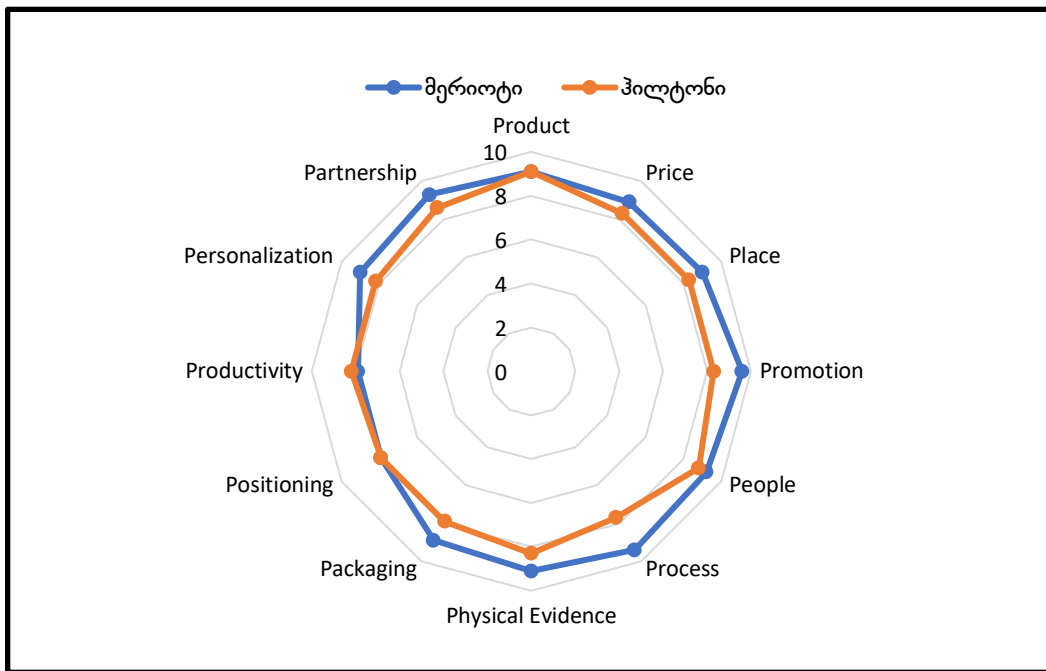 მერიოტი
ჰილტონი
Product
10
Partnership
Price
8
6
Personalization
Place
4
2
Productivity
0
Promotion
Positioning
People
Packaging
Process
Physical Evidence